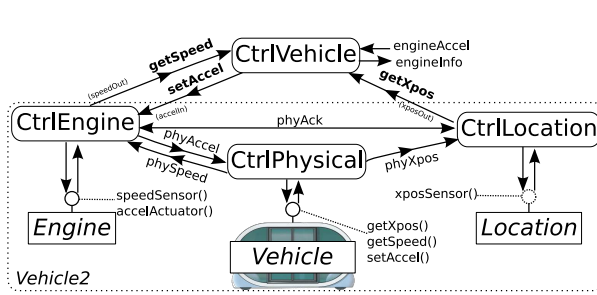 getSpeed
CtrlVehicle
engineAccel
engineInfo
setAccel
getXpos
(speedOut)
(accelIn)
(xposOut)
CtrlEngine
phyAck
CtrlLocation
phyAccel
phySpeed
CtrlPhysical
phyXpos
speedSensor()
accelActuator()
xposSensor()
Engine
getXpos()
getSpeed()
setAccel()
Vehicle
Location
Vehicle2